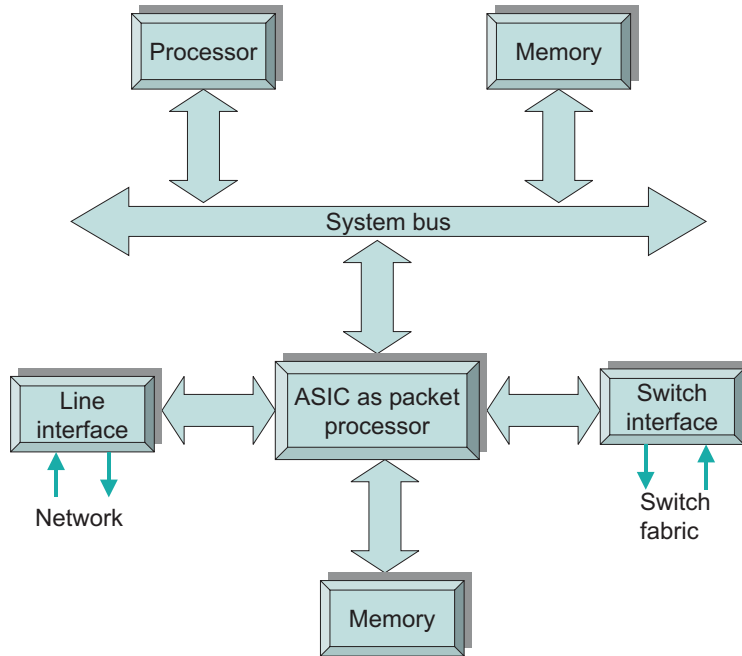 Processor
Memory
System bus
Line
interface
ASIC as packet
processor
Switch
interface
Network
Switch
fabric
Memory